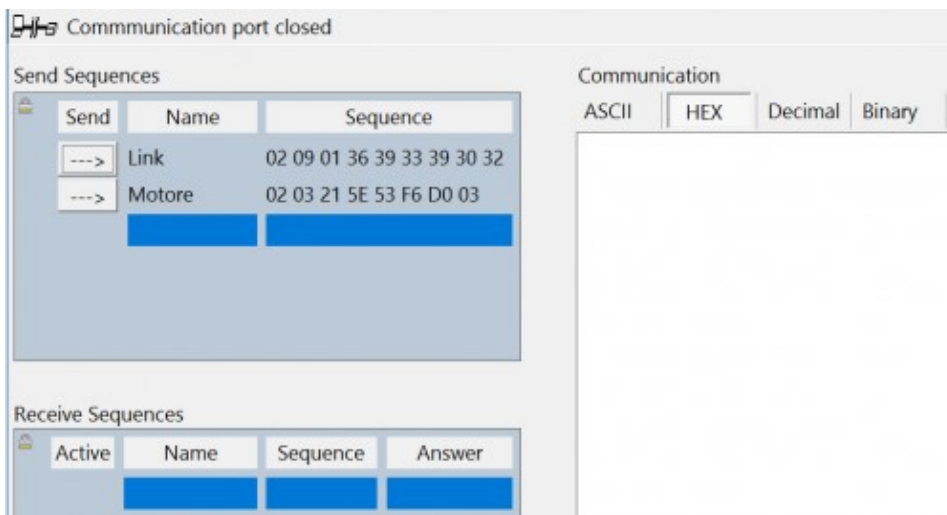 Commmunication port closed
Send Sequences
Send Name Sequence
---> Link 02 09 01 36 39 33 39 30 32
---> Motore 02 03 21 5E 53 F6 D0 03
Communication
ASCII HEX Decimal Binary
Receive Sequences
Active Name Sequence Answer